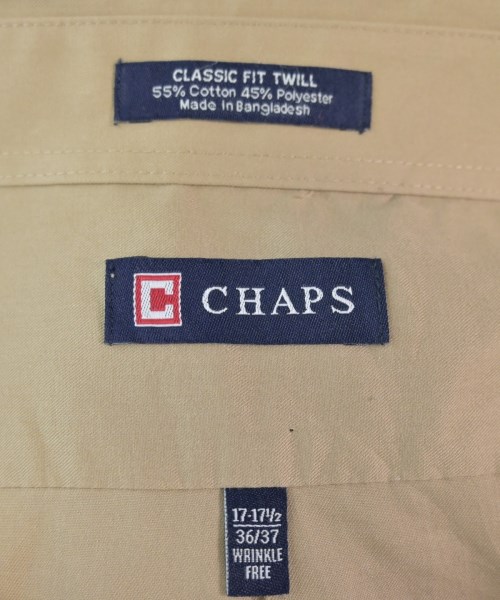 CLASSIC FIT TWILL
55% Cotton 45% Polyester
Made in Bangladesh
C CHAPS
17-17½
36/37
WRINKLE
FREE